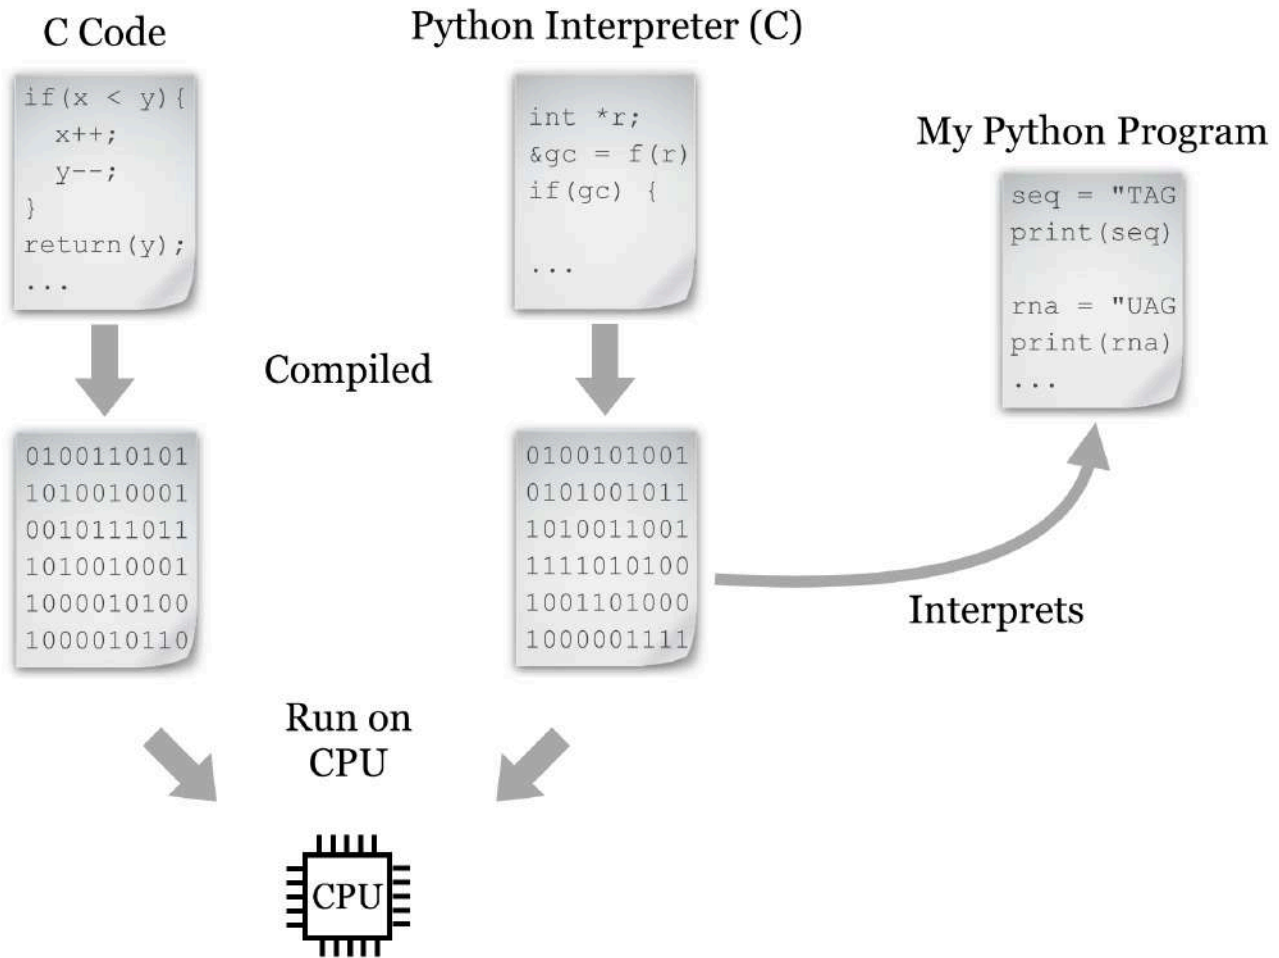 C Code
if(x < y){
x++;
y--;
}
return(y);
...
Python Interpreter (C)
int *r;
&gc = f(r)
if(gc) {
...
My Python Program
seq = "TAG
print(seq)
rna = "UAG
print(rna)
...
Compiled
0100110101
1010010001
0010111011
1010010001
1000010100
1000010110
0100101001
0101001011
1010011001
1111010100
1001101000
1000001111
Interprets
Run on
CPU
CPU